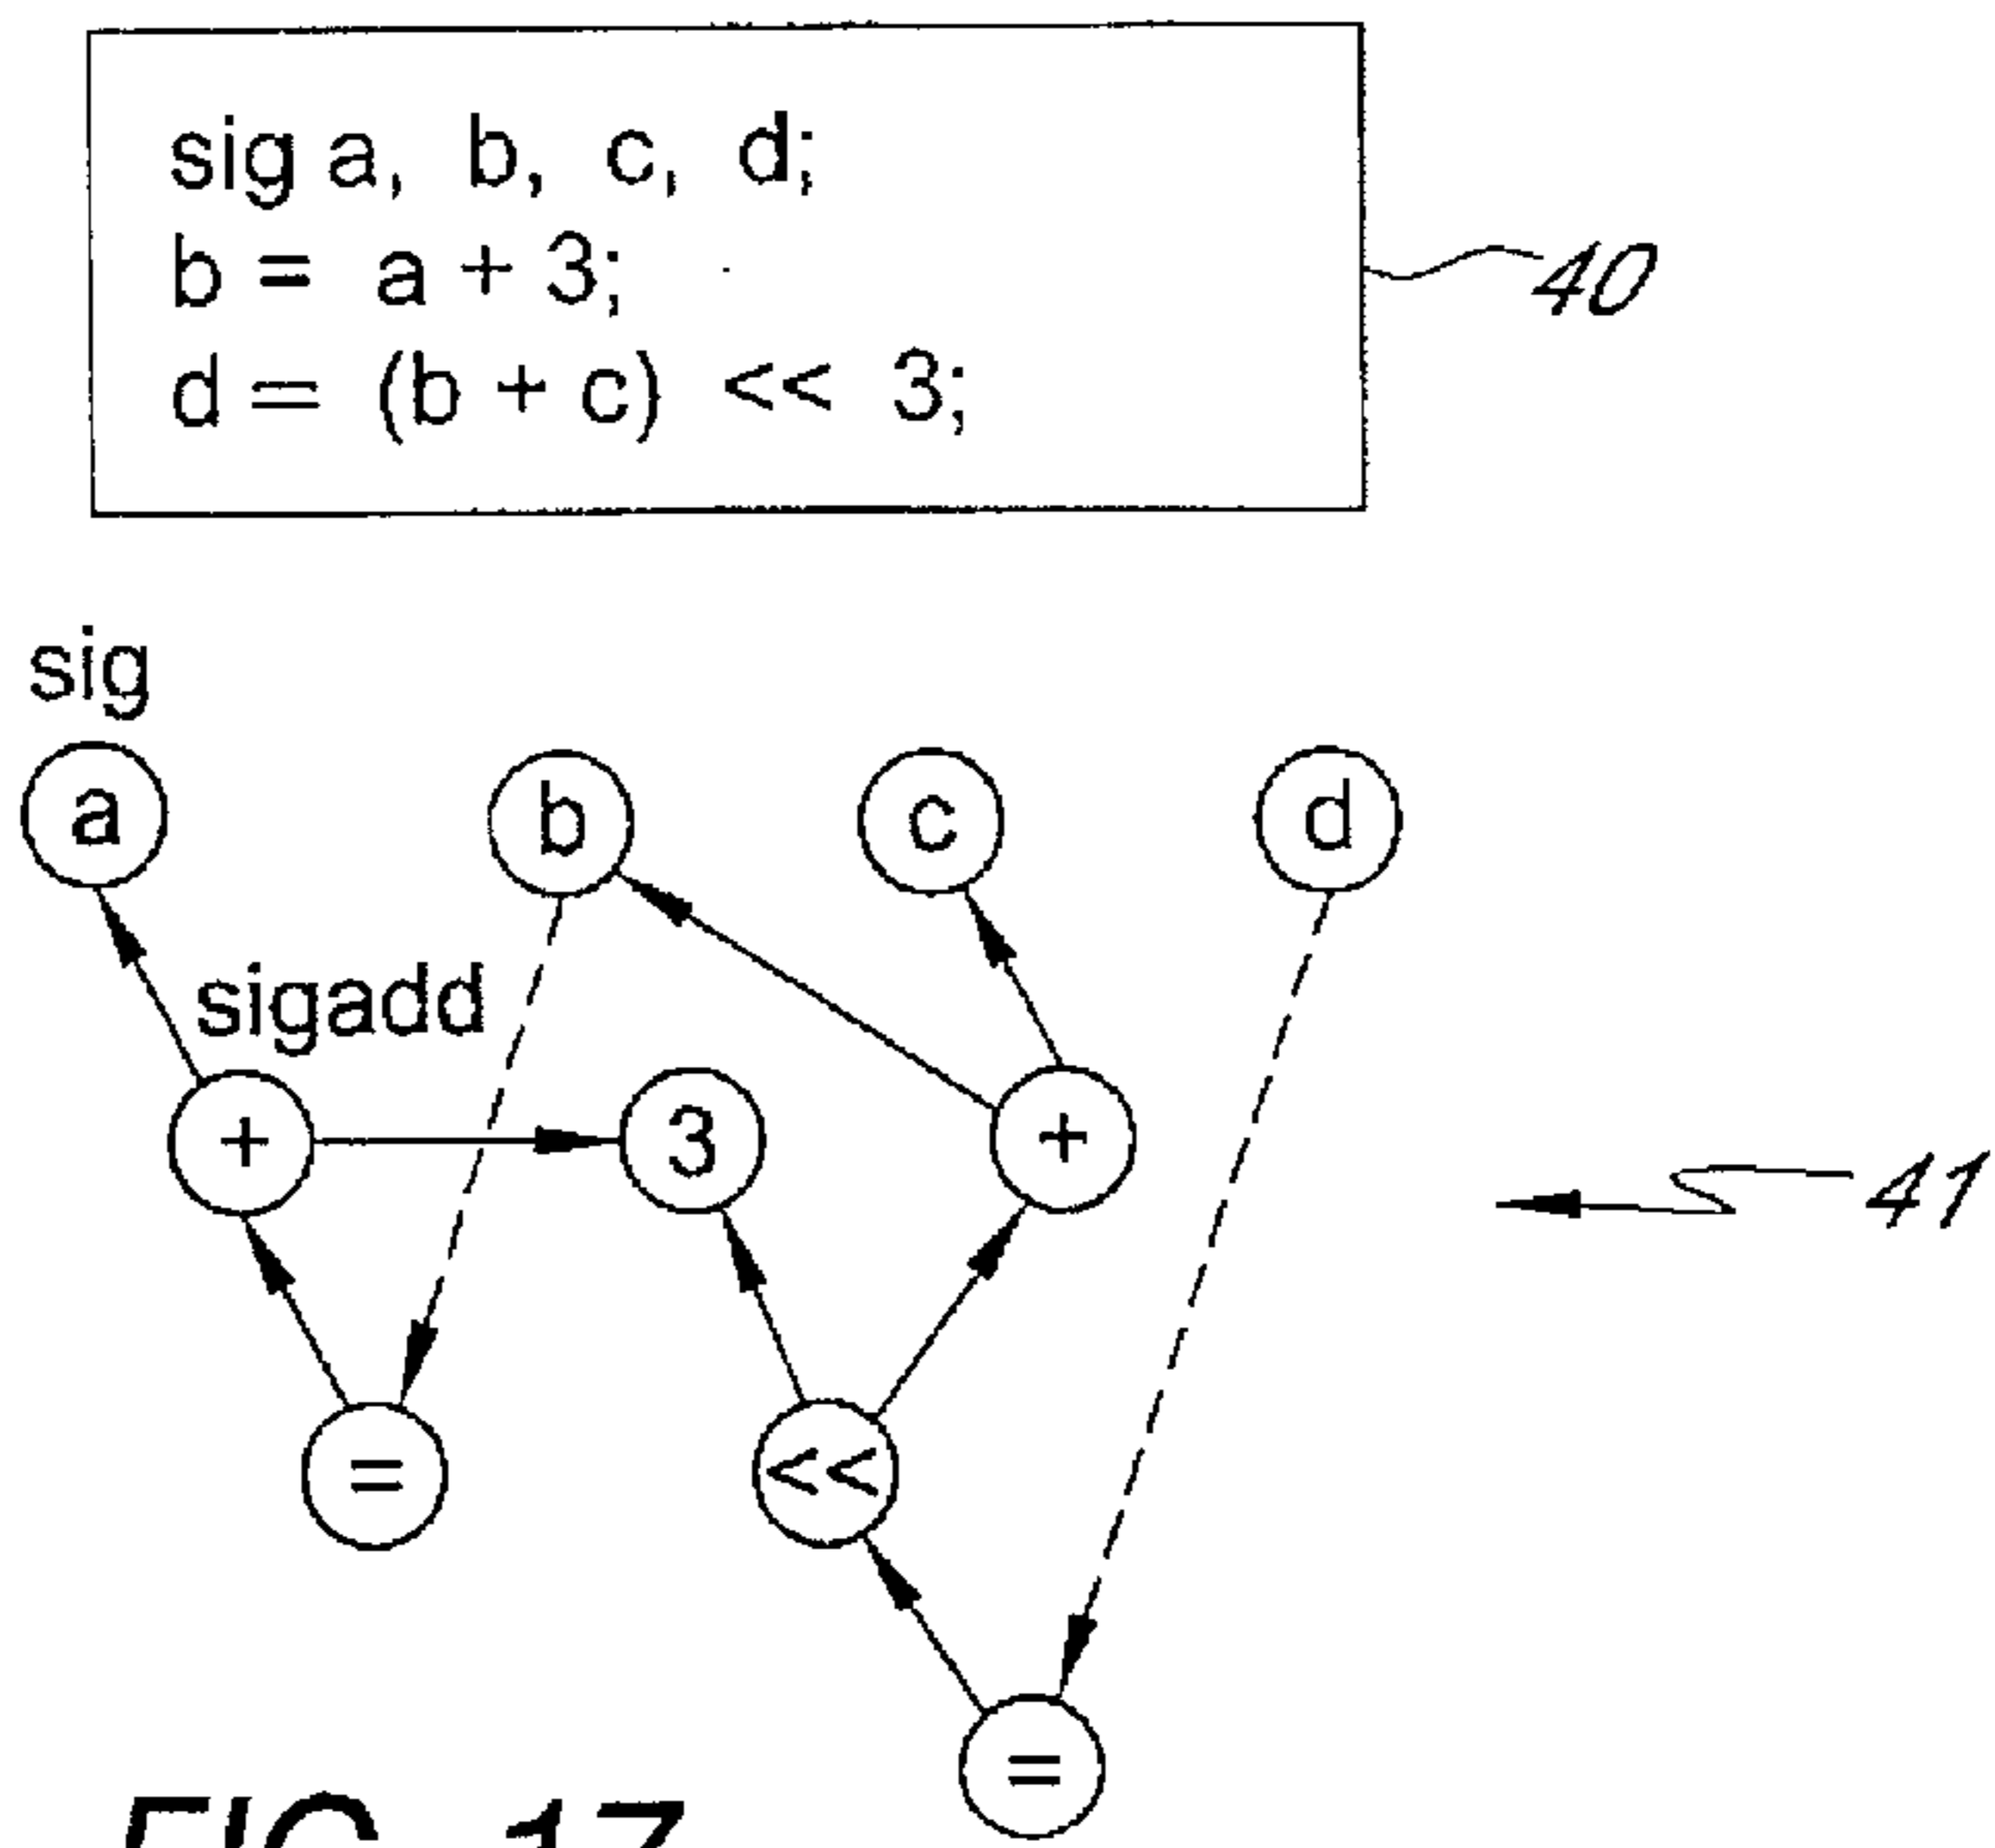 sig a, b, c, d;
b = a + 3;
d = (b + c) << 3;
40
sig
a b c d
sigadd
+ 3 +
41
= <<
=
FIG. 17